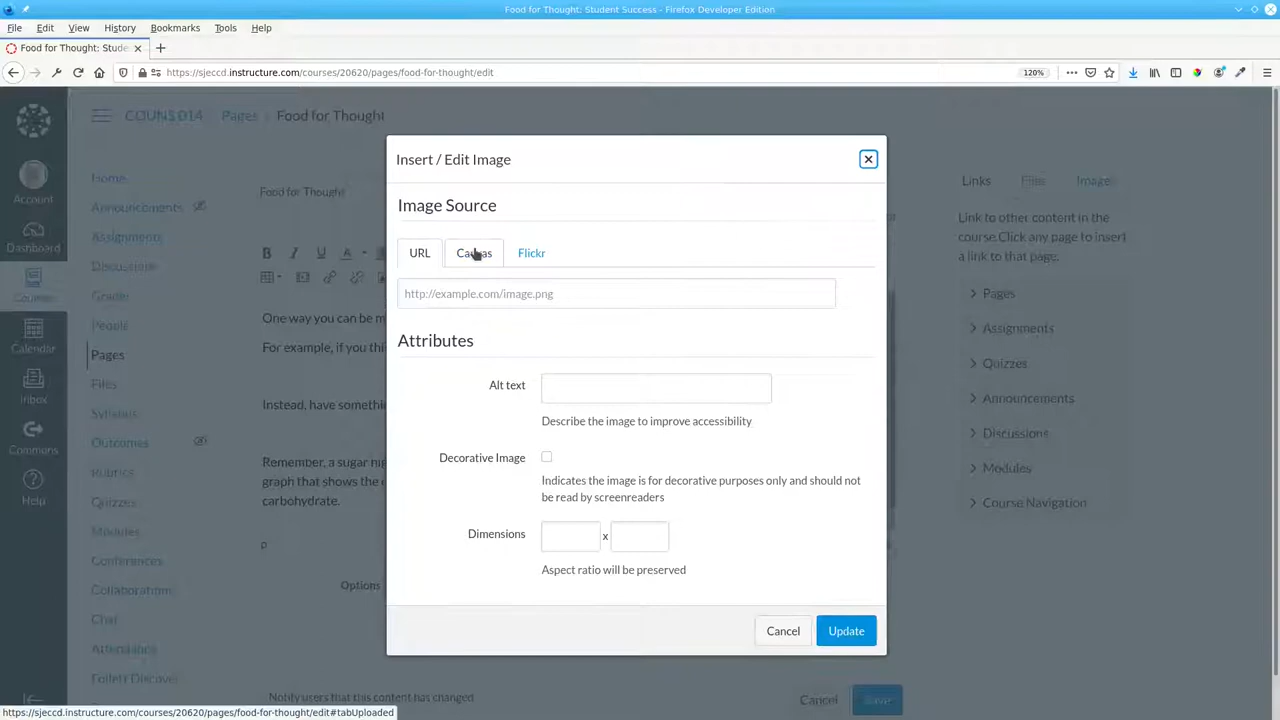 Food for Thought: Student Success - Firefox Developer Edition
File Edit View History Bookmarks Tools Help
Food for Thought: Stude
https://sjeccd.instructure.com/courses/20620/pages/food-for-thought/edit 120%
COUNS 014 Pages Food for Thought
Account
Dashboard
Courses
Calendar
Inbox
Commons
Help
Home
Announcements
Assignments
Discussions
Grades
People
Pages
Files
Syllabus
Outcomes
Rubrics
Quizzes
Modules
Conferences
Collaborations
Chat
Attendance
Follett Discover
Food for Thought
B I U A
One way you can be m
For example, if you thi
Instead, have somethi
Remember, a sugar hig
graph that shows the
carbohydrate.
p
Options
Notify users that this content has changed
Cancel Save
Insert / Edit Image
Image Source
URL Canvas Flickr
http://example.com/image.png
Attributes
Alt text
Describe the image to improve accessibility
Decorative Image
Indicates the image is for decorative purposes only and should not
be read by screenreaders
Dimensions
x
Aspect ratio will be preserved
Cancel Update
Links Files Images
Link to other content in the
course.Click any page to insert
a link to that page.
Pages
Assignments
Quizzes
Announcements
Discussions
Modules
Course Navigation
https://sjeccd.instructure.com/courses/20620/pages/food-for-thought/edit#tabUploaded